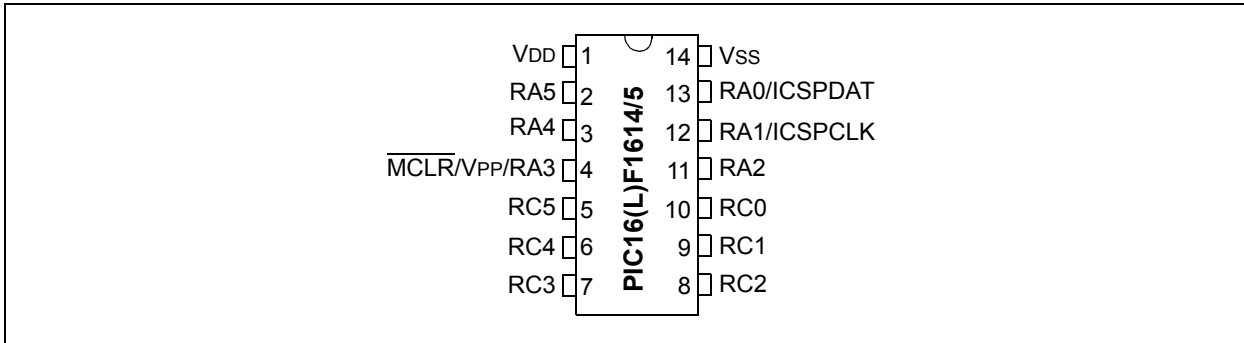 VDD 1 14 VSS
RA5 2 13 RA0/ICSPDAT
RA4 3 12 RA1/ICSPCLK
MCLR/VPP/RA3 4 11 RA2
RC5 5 10 RC0
RC4 6 9 RC1
RC3 7 8 RC2
PIC16(L)F1614/5